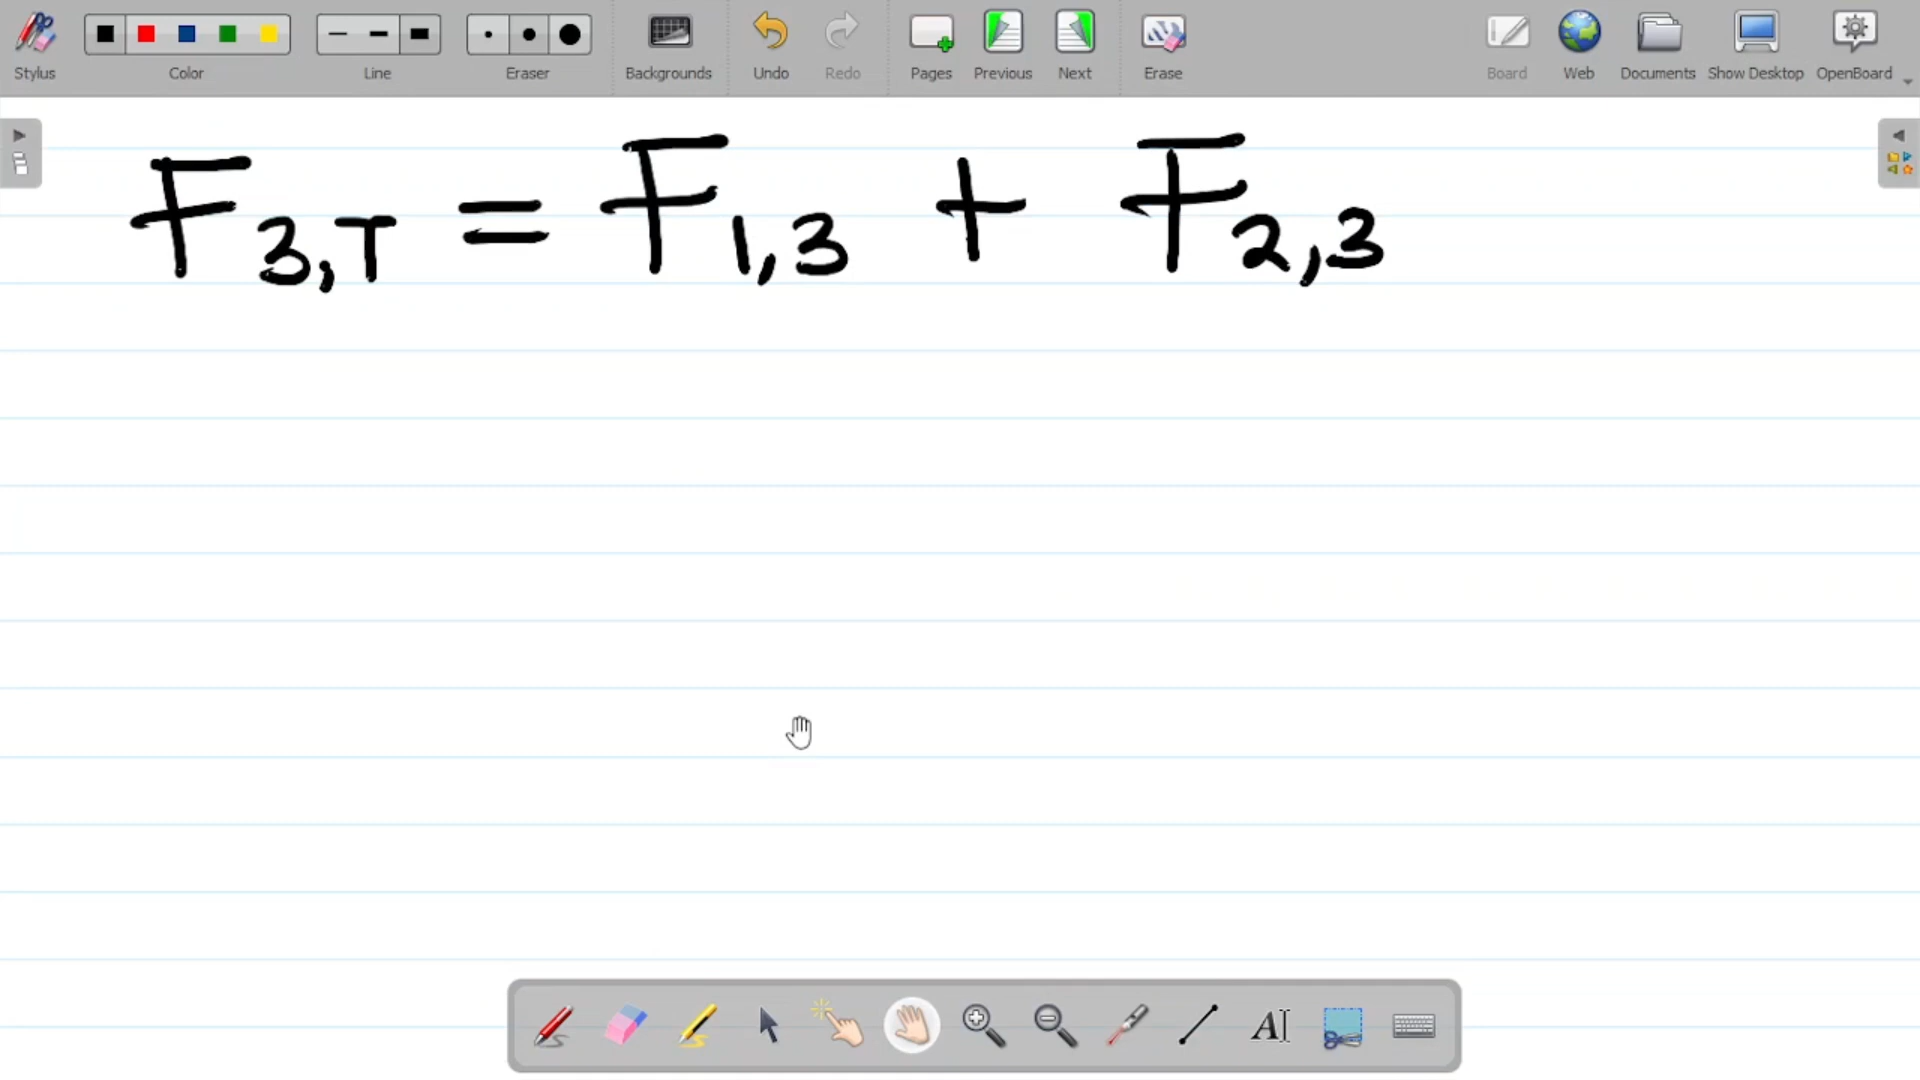 Stylus Color Line Eraser Backgrounds Undo Redo Pages Previous Next Erase Board Web Documents Show Desktop OpenBoard
F₃,T = F₁,₃ + F₂,₃
AI